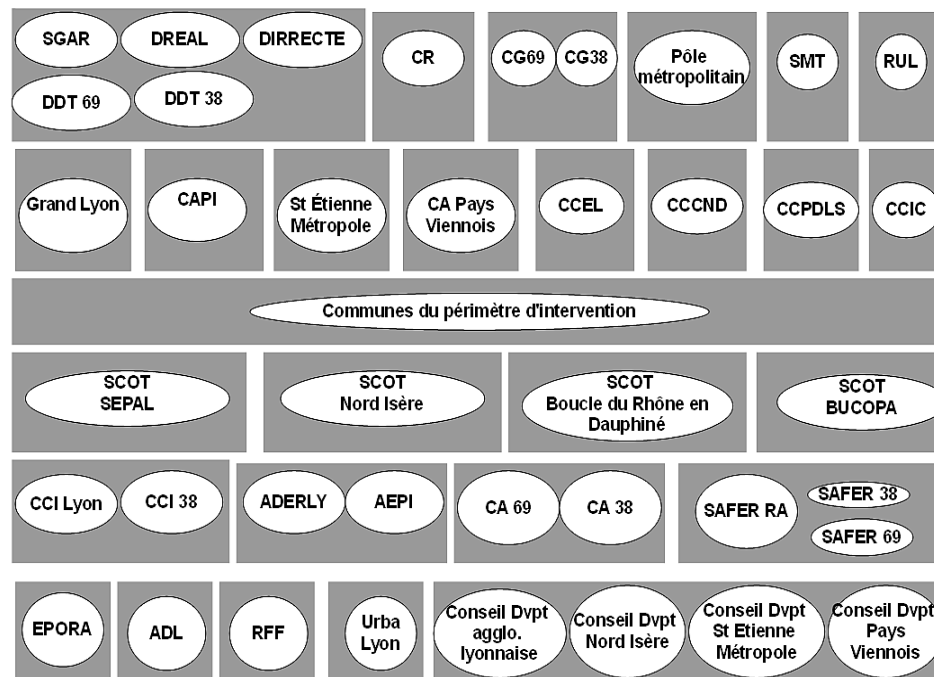 SGAR DREAL DIRRECTE
CR
CG69 CG38
Pôle
métropolitain
SMT
RUL
DDT 69 DDT 38
Grand Lyon
CAPI
St Étienne
Métropole
CA Pays
Viennois
CCEL
CCCND
CCPDLS
CCIC
Communes du périmètre d'intervention
SCOT
SEPAL
SCOT
Nord Isère
SCOT
Boucle du Rhône en
Dauphiné
SCOT
BUCOPA
CCI Lyon CCI 38
ADERLY AEPI
CA 69 CA 38
SAFER RA
SAFER 38
SAFER 69
EPORA
ADL
RFF
Urba
Lyon
Conseil Dvpt
agglo.
lyonnaise
Conseil Dvpt
Nord Isère
Conseil Dvpt
St Etienne
Métropole
Conseil Dvpt
Pays
Viennois